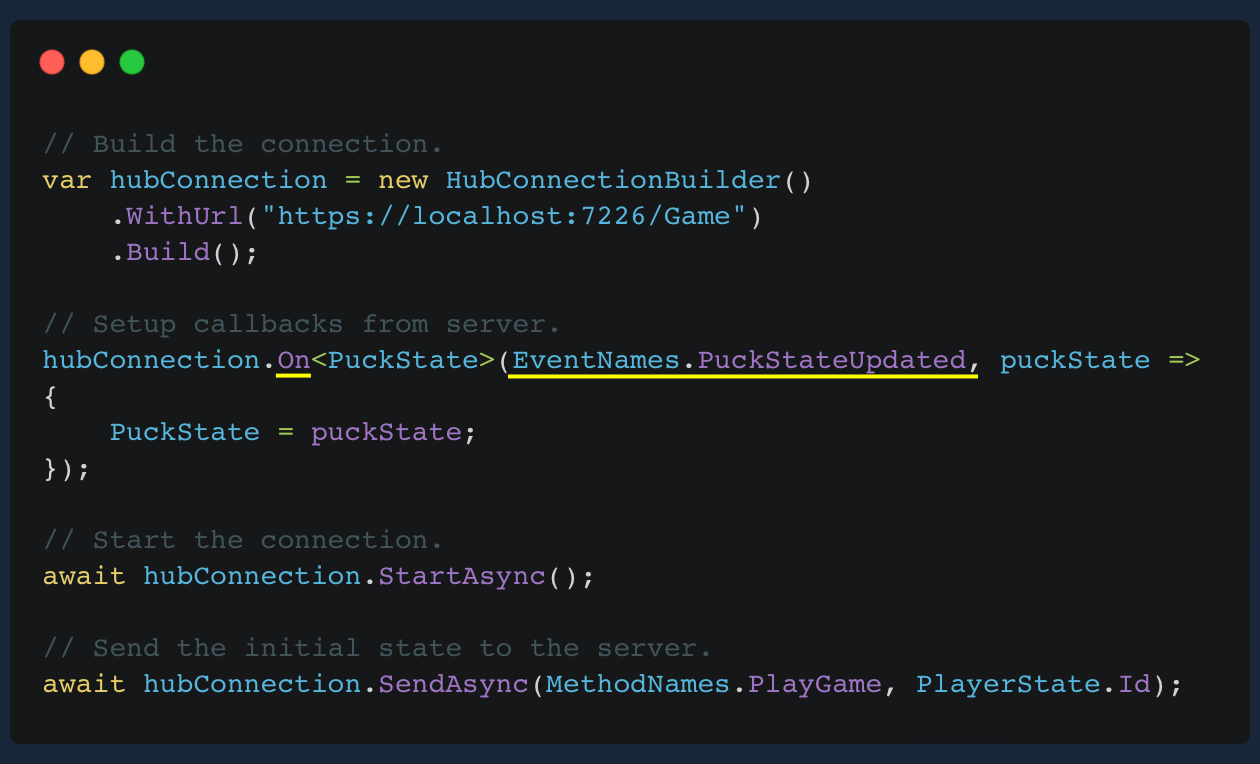 // Build the connection.
var hubConnection = new HubConnectionBuilder()
    .WithUrl("https://localhost:7226/Game")
    .Build();

// Setup callbacks from server.
hubConnection.On<PuckState>(EventNames.PuckStateUpdated, puckState =>
{
    PuckState = puckState;
});

// Start the connection.
await hubConnection.StartAsync();

// Send the initial state to the server.
await hubConnection.SendAsync(MethodNames.PlayGame, PlayerState.Id);